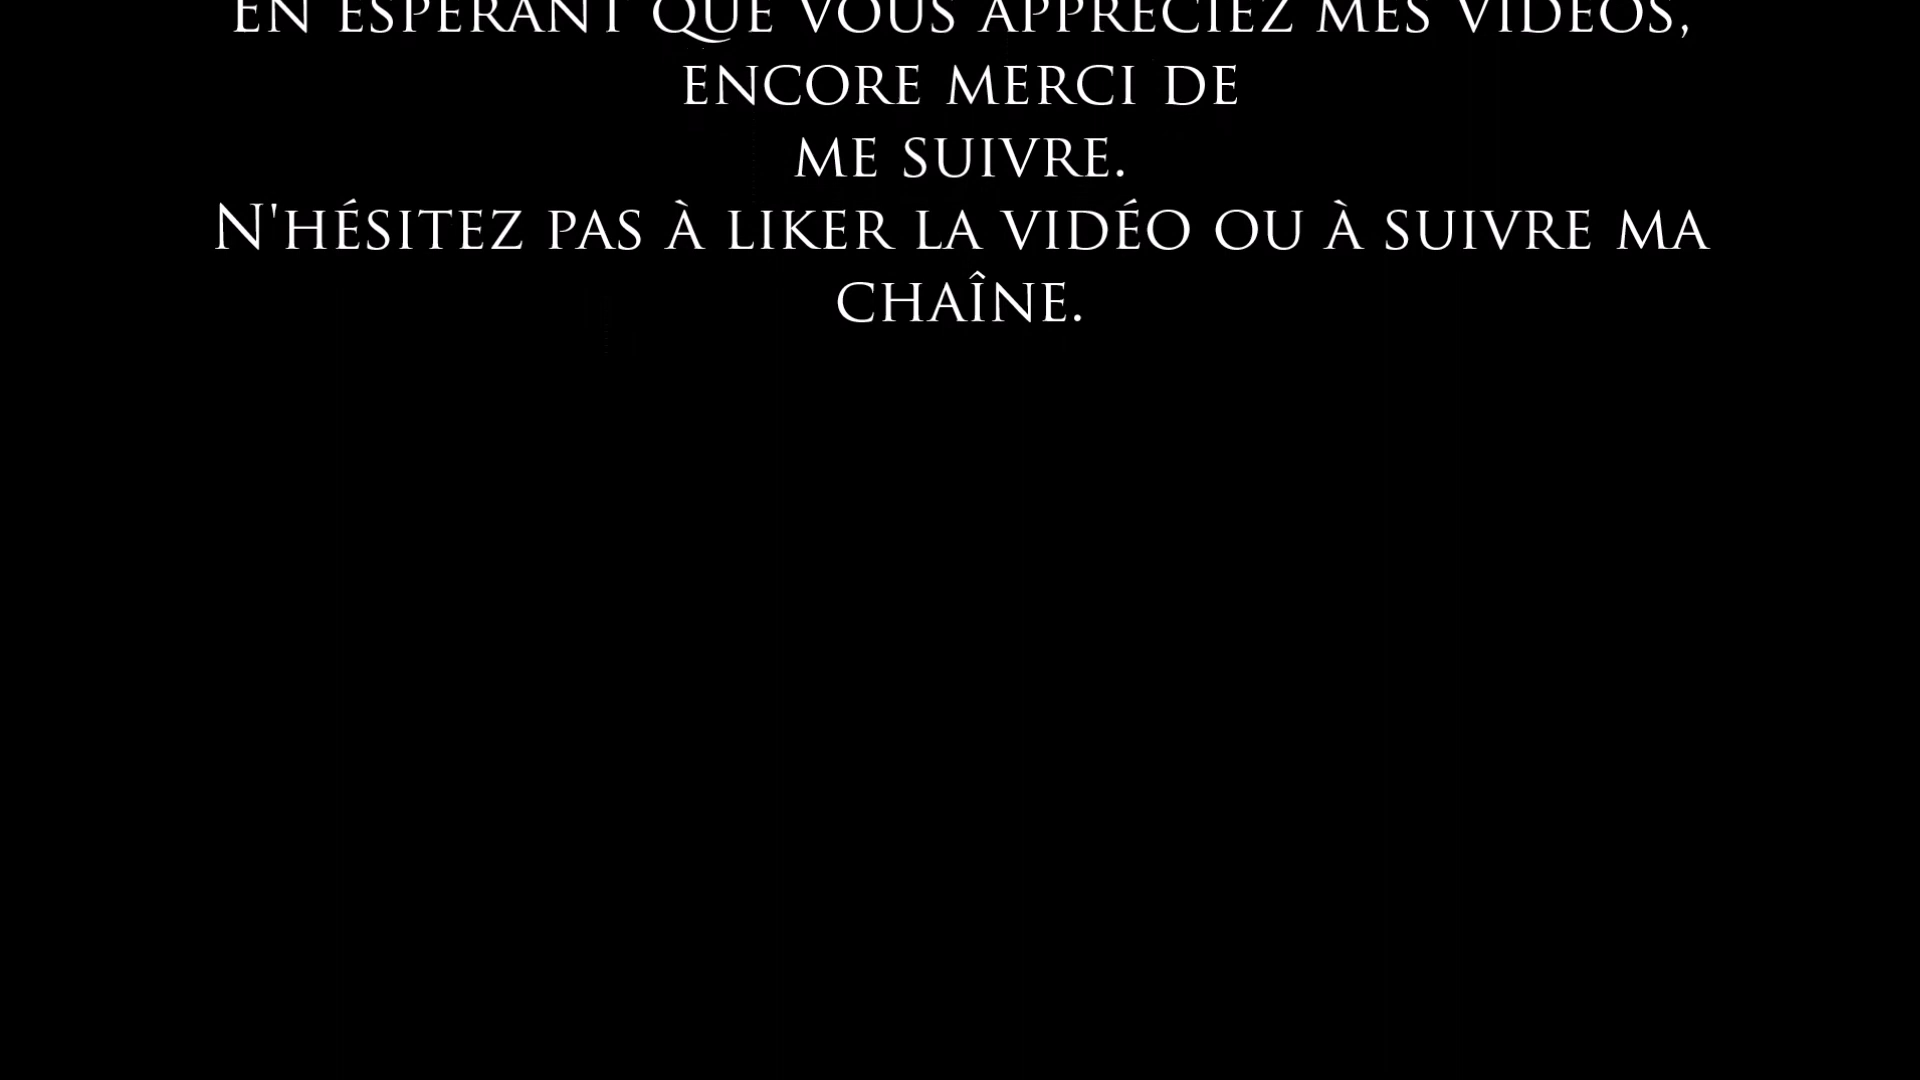 En espérant que vous appréciez mes vidéos,
encore merci de
me suivre.
N'hésitez pas à liker la vidéo ou à suivre ma
chaîne.